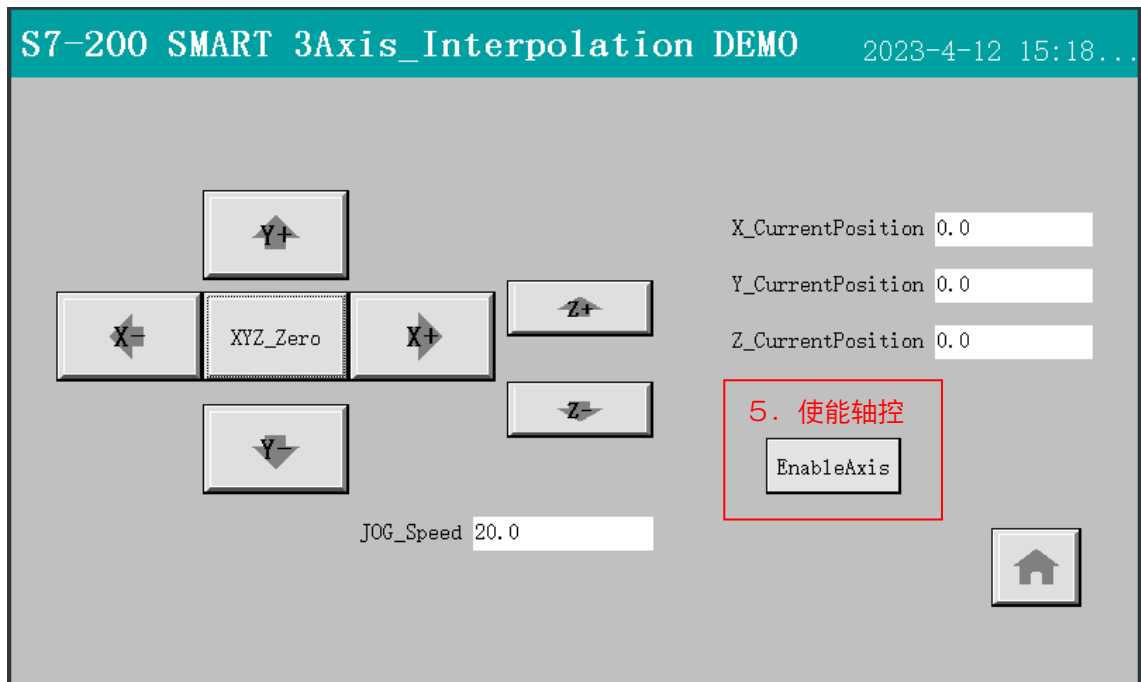 S7-200 SMART 3Axis_Interpolation DEMO 2023-4-12 15:18...
Y+
X_CurrentPosition 0.0
Y_CurrentPosition 0.0
Z+
X-
XYZ_Zero
X+
Z_CurrentPosition 0.0
Z-
5. 使能轴控
Y-
EnableAxis
JOG_Speed 20.0